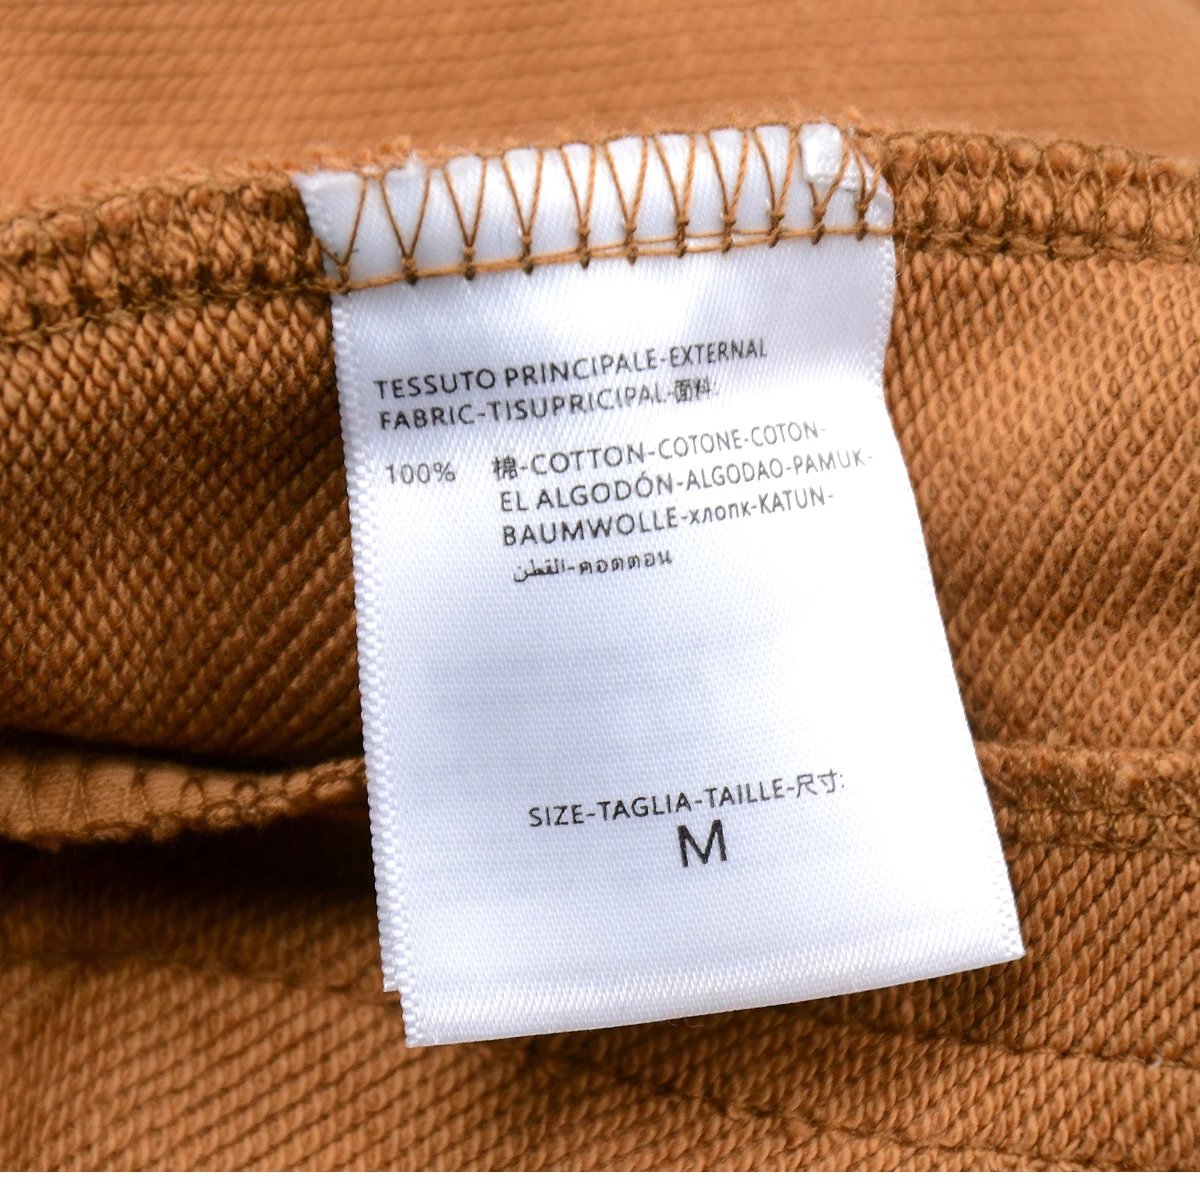 TESSUTO PRINCIPALE-EXTERNAL
FABRIC-TISUPRICIPAL-面料:
100% 棉-COTTON-COTONE-COTON-
EL ALGODÓN-ALGODAO-PAMUK-
BAUMWOLLE-хлопк-KATUN-
القطن-คอตตอน
SIZE-TAGLIA-TAILLE-尺寸:
M